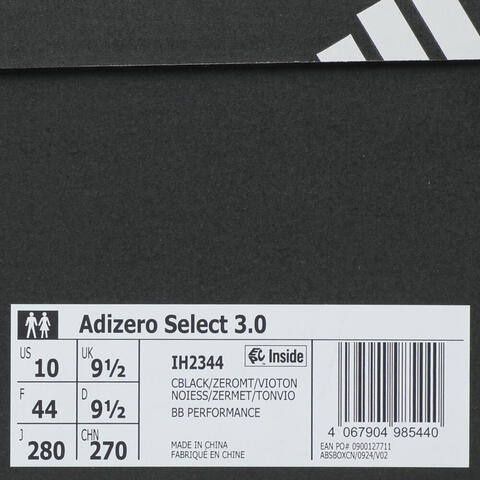 Adizero Select 3.0
US 10 UK 9½
F 44 D 9½
J 280 CHN 270
IH2344 Inside
CBLACK/ZEROMT/VIOTON
NOIESS/ZERMET/TONVIO
BB PERFORMANCE
MADE IN CHINA
FABRIQUÉ EN CHINE
4 067904 985440
EAN PO# 0900127711
ABSBOXCN/0924/V02